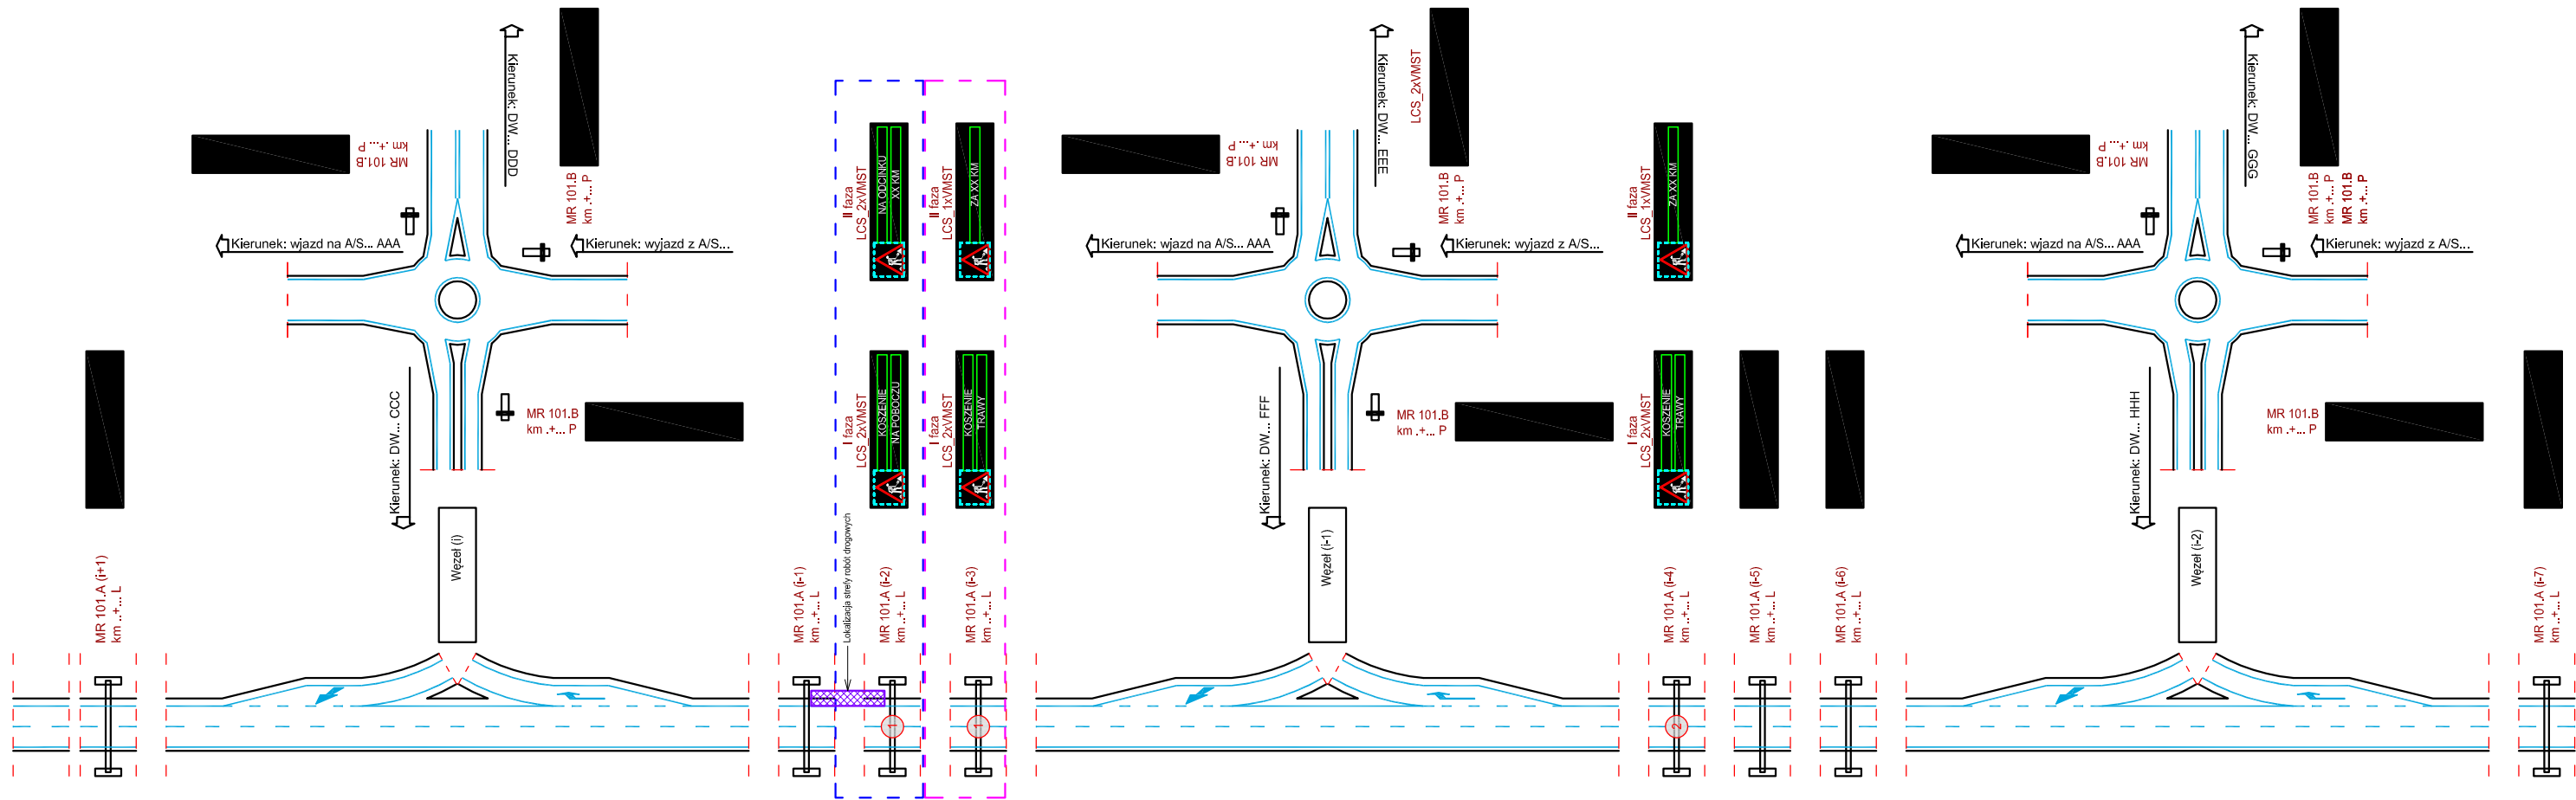 Kierunek: DW... DDD
MR 101.B
km .+... P
MR 101.B
km .+... P
Kierunek: wjazd na A/S... AAA
Kierunek: wyjazd z A/S...
Kierunek: DW... CCC
MR 101.B
km .+... P
Węzeł (i)
MR 101.A (i+1)
km ..+... L
II faza
LCS_2xVMST
NA ODCINKU
XX KM
II faza
LCS_1xVMST
ZA XX KM
I faza
LCS_2xVMST
KOSZENIE
NA POBOCZU
I faza
LCS_2xVMST
KOSZENIE
TRAWY
Lokalizacja strefy robót drogowych
MR 101.A (i-1)
km ..+... L
MR 101.A (i-2)
km ..+... L
MR 101.A (i-3)
km ..+... L
1
1
Kierunek: DW... EEE
LCS_2xVMST
MR 101.B
km .+... P
MR 101.B
km .+... P
Kierunek: wjazd na A/S... AAA
Kierunek: wyjazd z A/S...
Kierunek: DW... FFF
MR 101.B
km .+... P
Węzeł (i-1)
II faza
LCS_1xVMST
ZA XX KM
I faza
LCS_2xVMST
KOSZENIE
TRAWY
MR 101.A (i-4)
km ..+... L
MR 101.A (i-5)
km ..+... L
MR 101.A (i-6)
km ..+... L
2
Kierunek: DW... GGG
MR 101.B
km .+... P
MR 101.B
km .+... P
MR 101.B
km .+... P
Kierunek: wjazd na A/S... AAA
Kierunek: wyjazd z A/S...
Kierunek: DW... HHH
MR 101.B
km .+... P
Węzeł (i-2)
MR 101.A (i-7)
km ..+... L